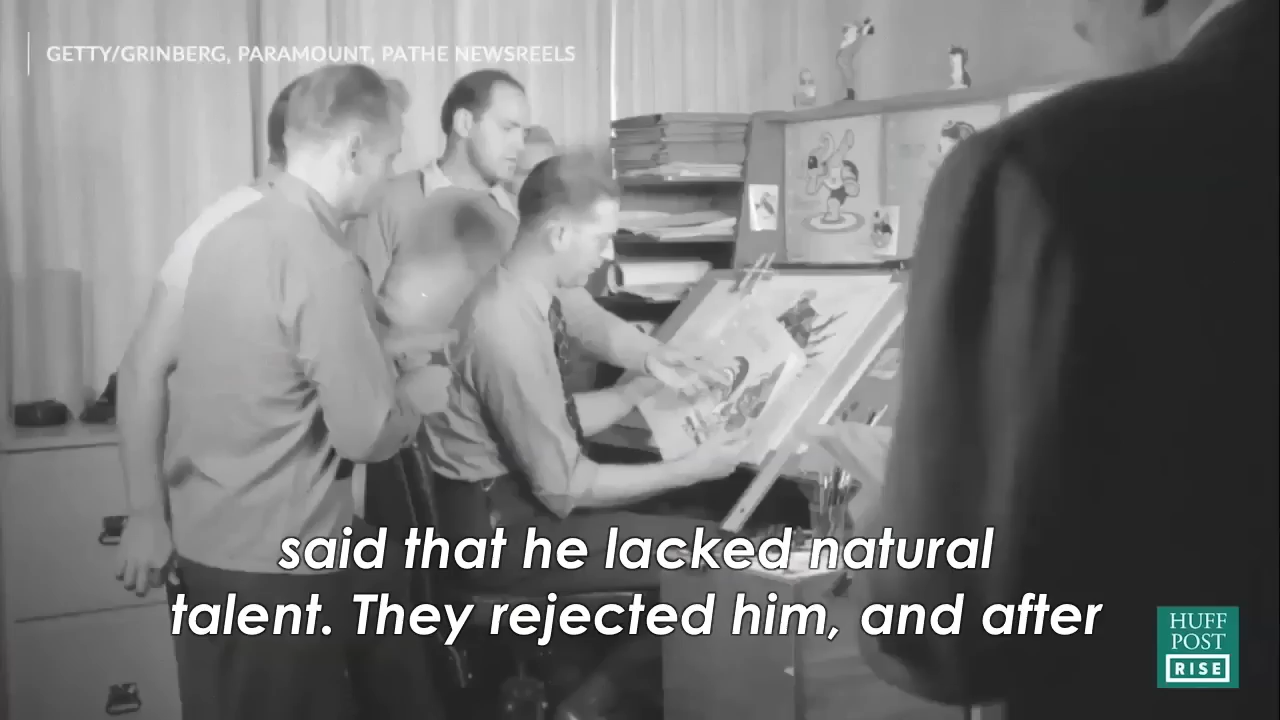 GETTY/GRINBERG, PARAMOUNT, PATHE NEWSREELS
said that he lacked natural
talent. They rejected him, and after
HUFF
POST
RISE